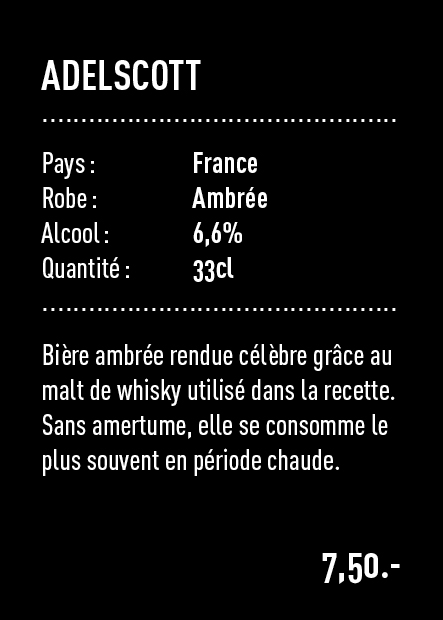 ADELSCOTT
Pays : France
Robe : Ambrée
Alcool : 6,6%
Quantité : 33cl
Bière ambrée rendue célèbre grâce au
malt de whisky utilisé dans la recette.
Sans amertume, elle se consomme le
plus souvent en période chaude.
7,50.-